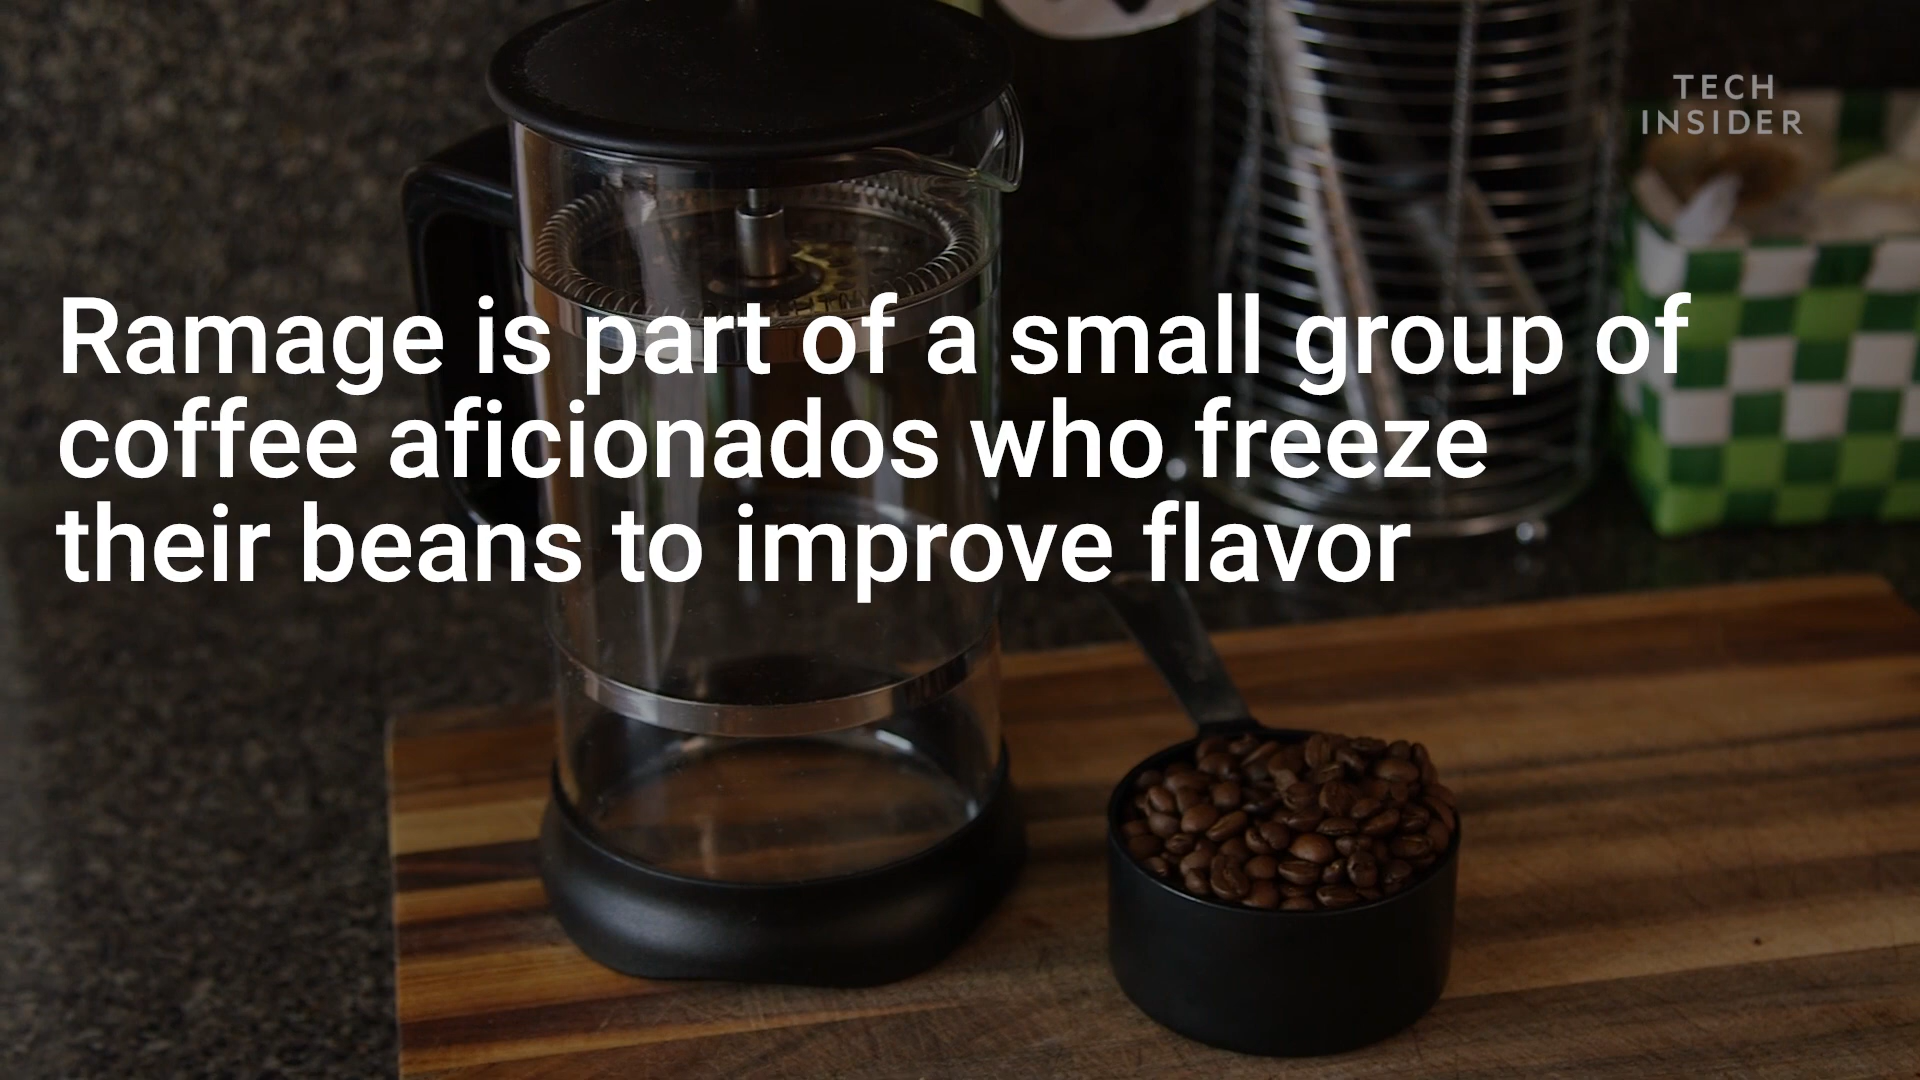 TECH
INSIDER
Ramage is part of a small group of
coffee aficionados who freeze
their beans to improve flavor